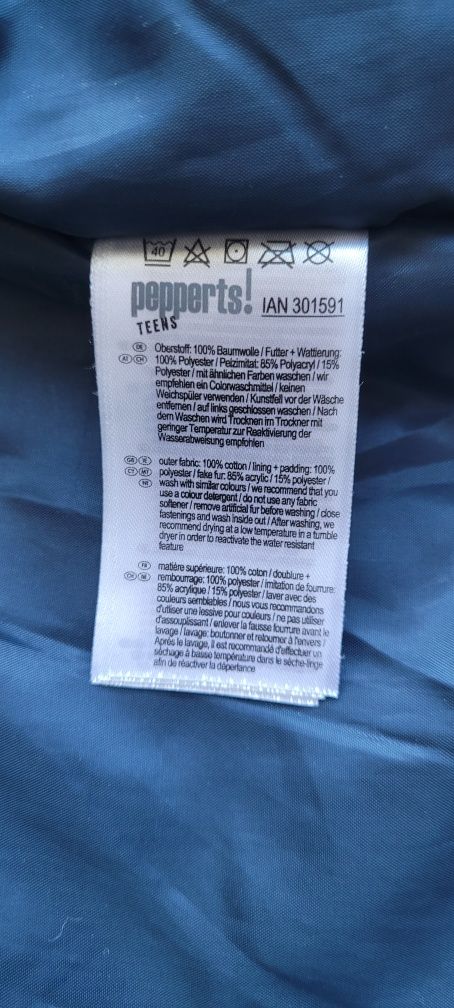 40
pepperts!
TEENS
IAN 301591
DE Oberstoff: 100% Baumwolle / Futter + Wattierung:
AT CH 100% Polyester / Pelzimitat: 85% Polyacryl / 15%
Polyester / mit ähnlichen Farben waschen / wir
empfehlen ein Colorwaschmittel / keinen
Weichspüler verwenden / Kunstfell vor der Wäsche
entfernen / auf links geschlossen waschen / Nach
dem Waschen wird Trocknen im Trockner mit
geringer Temperatur zur Reaktivierung der
Wasserabweisung empfohlen
GB IE outer fabric: 100% cotton / lining + padding: 100%
CY MT polyester / fake fur: 85% acrylic / 15% polyester /
NI wash with similar colours / we recommend that you
use a colour detergent / do not use any fabric
softener / remove artificial fur before washing / close
fastenings and wash inside out / After washing, we
recommend drying at a low temperature in a tumble
dryer in order to reactivate the water resistant
feature
FR matière supérieure: 100% coton / doublure +
CH BE rembourrage: 100% polyester / imitation de fourrure:
85% acrylique / 15% polyester / laver avec des
couleurs semblables / nous vous recommandons
d'utiliser une lessive pour couleurs / ne pas utiliser
d'assouplissant / enlever la fausse fourrure avant le
lavage / lavage: boutonner et retourner à l'envers /
Après le lavage, il est recommandé d'effectuer un
séchage à basse température dans le sèche-linge
afin de réactiver la déperlance